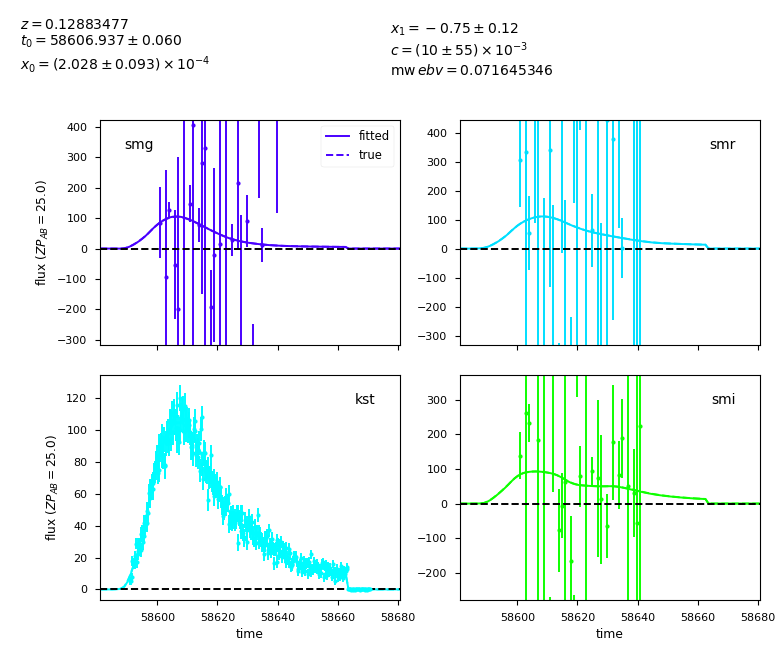 z = 0.12883477
t₀ = 58606.937 ± 0.060
x₀ = (2.028 ± 0.093) × 10⁻⁴
x₁ = −0.75 ± 0.12
c = (10 ± 55) × 10⁻³
mw ebv = 0.071645346
smg
fitted
true
400
300
200
100
0
−100
−200
−300
flux (ZP_AB = 25.0)
smr
400
300
200
100
0
−100
−200
−300
kst
120
100
80
60
40
20
0
flux (ZP_AB = 25.0)
58600 58620 58640 58660 58680
time
smi
300
200
100
0
−100
−200
58600 58620 58640 58660 58680
time